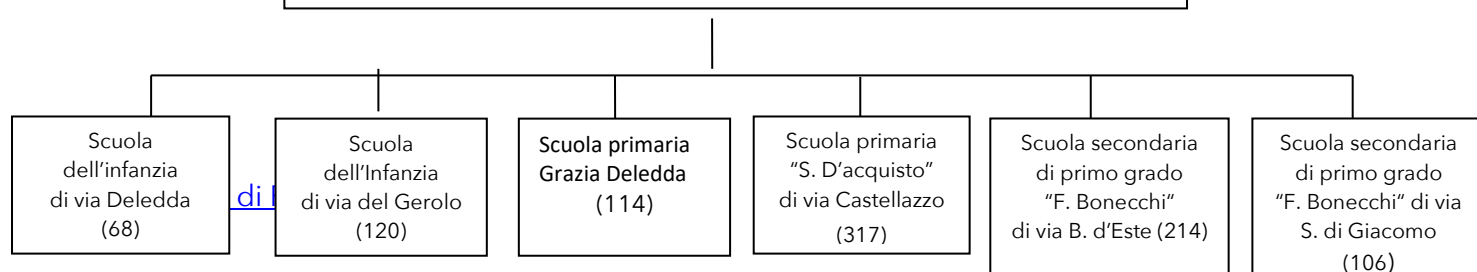 Scuola
dell'infanzia
di via Deledda
(68)
di
Scuola
dell'Infanzia
di via del Gerolo
(120)
Scuola primaria
Grazia Deledda
(114)
Scuola primaria
"S. D'acquisto"
di via Castellazzo
(317)
Scuola secondaria
di primo grado
"F. Bonecchi"
di via B. d'Este (214)
Scuola secondaria
di primo grado
"F. Bonecchi" di via
S. di Giacomo
(106)